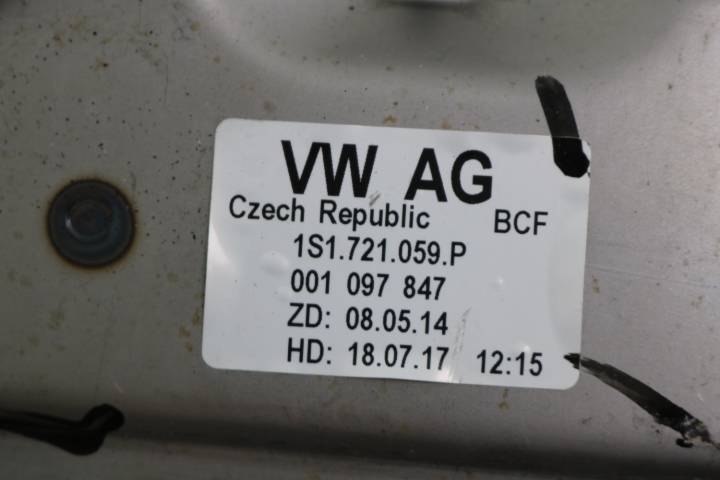 VW AG
Czech Republic BCF
1S1.721.059.P
001 097 847
ZD: 08.05.14
HD: 18.07.17 12:15